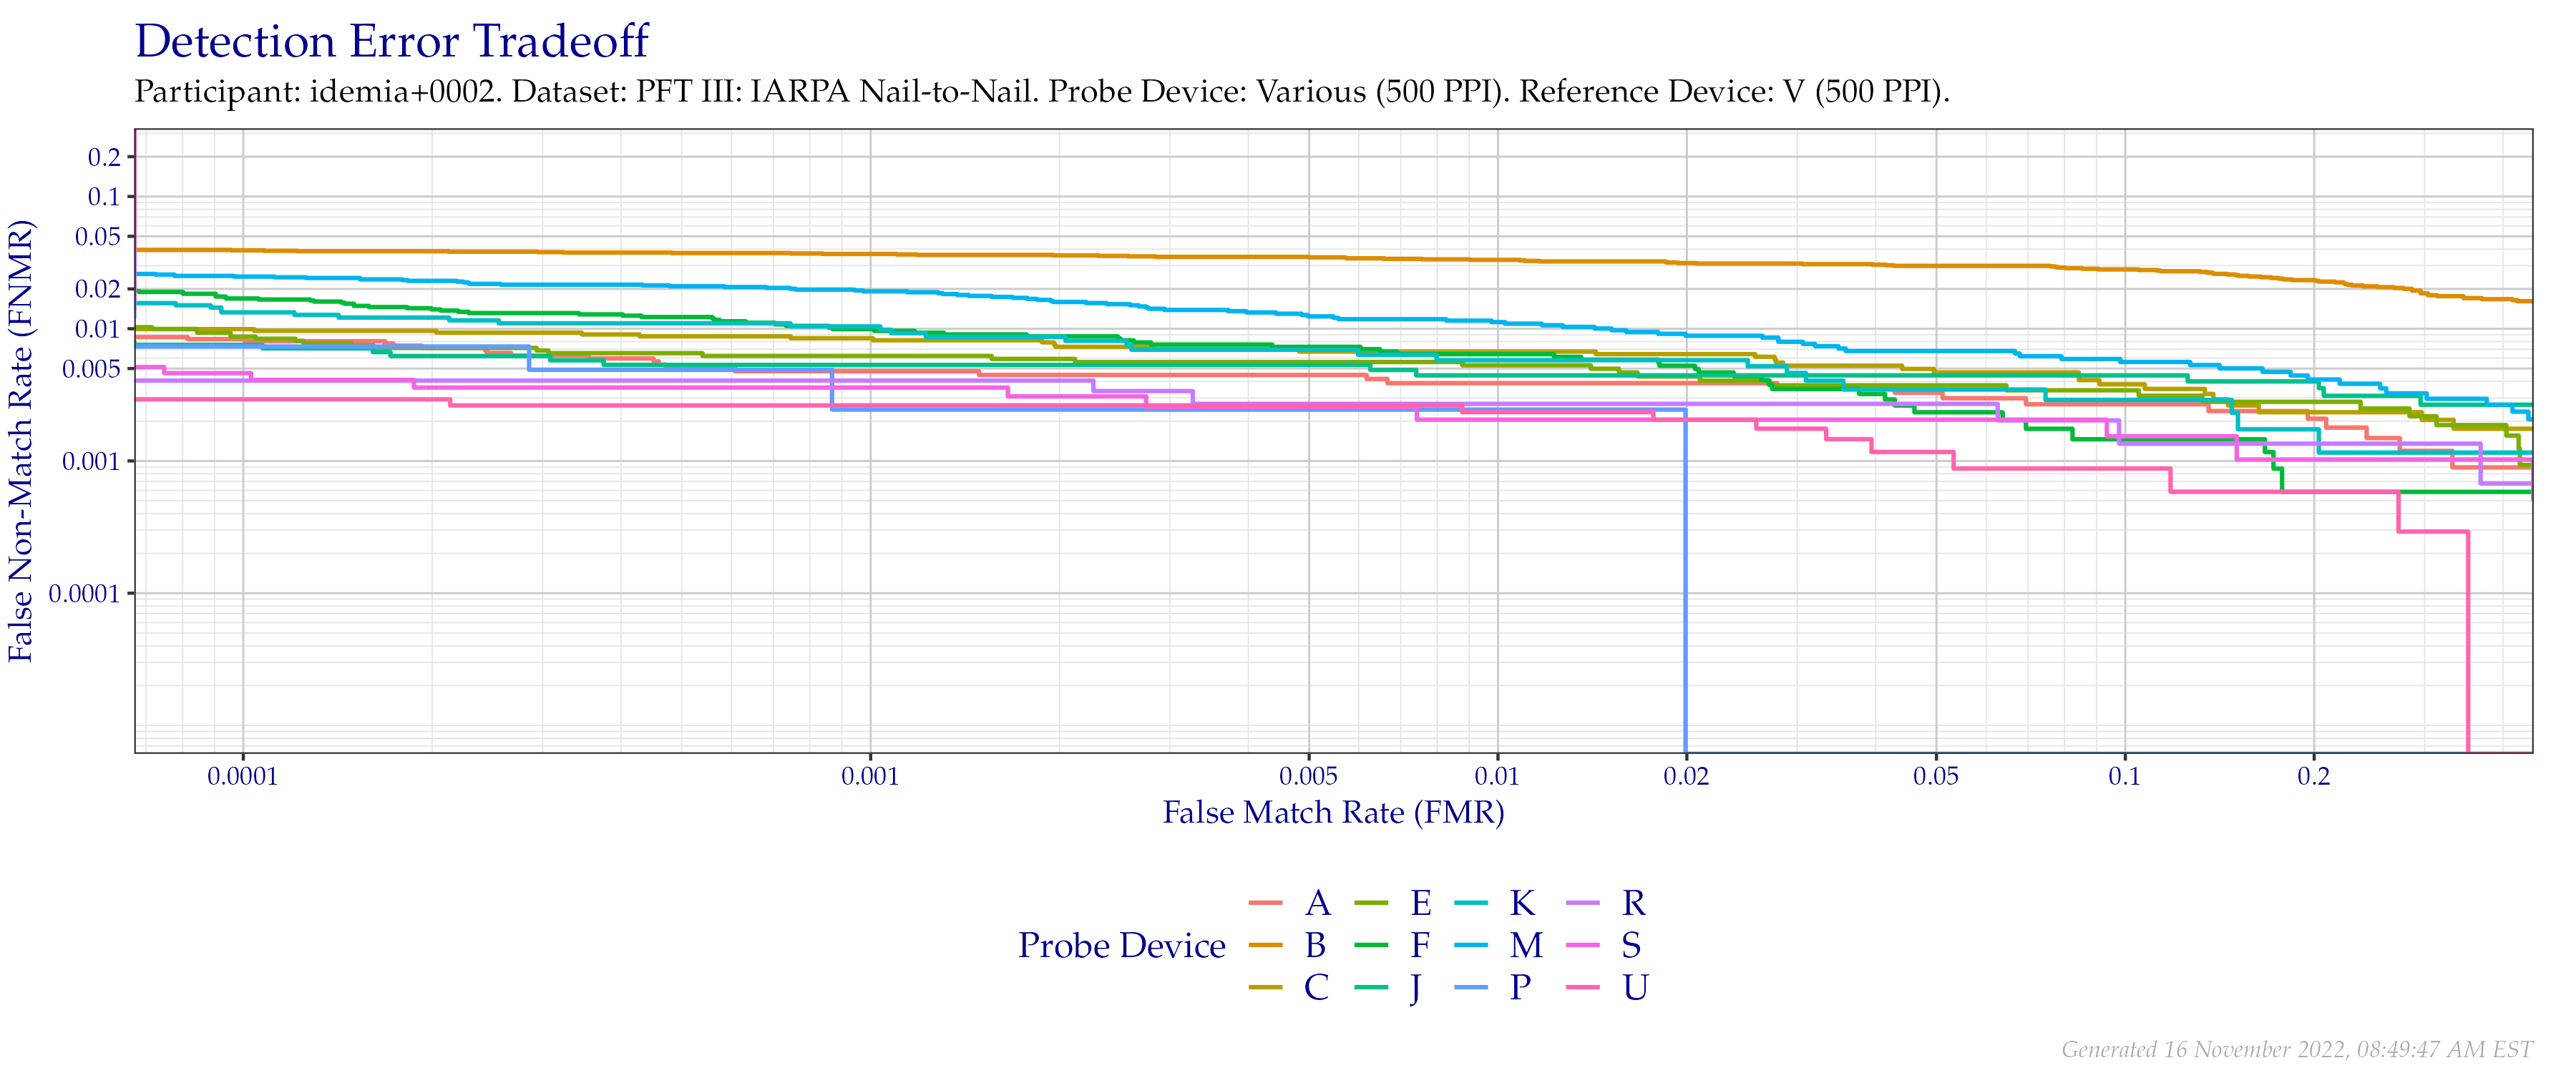 Detection Error Tradeoff
Participant: idemia+0002. Dataset: PFT III: IARPA Nail-to-Nail. Probe Device: Various (500 PPI). Reference Device: V (500 PPI).
False Non-Match Rate (FNMR)
0.2
0.1
0.05
0.02
0.01
0.005
0.001
0.0001
0.0001 0.001 0.005 0.01 0.02 0.05 0.1 0.2
False Match Rate (FMR)
Probe Device
A E K R
B F M S
C J P U
Generated 16 November 2022, 08:49:47 AM EST